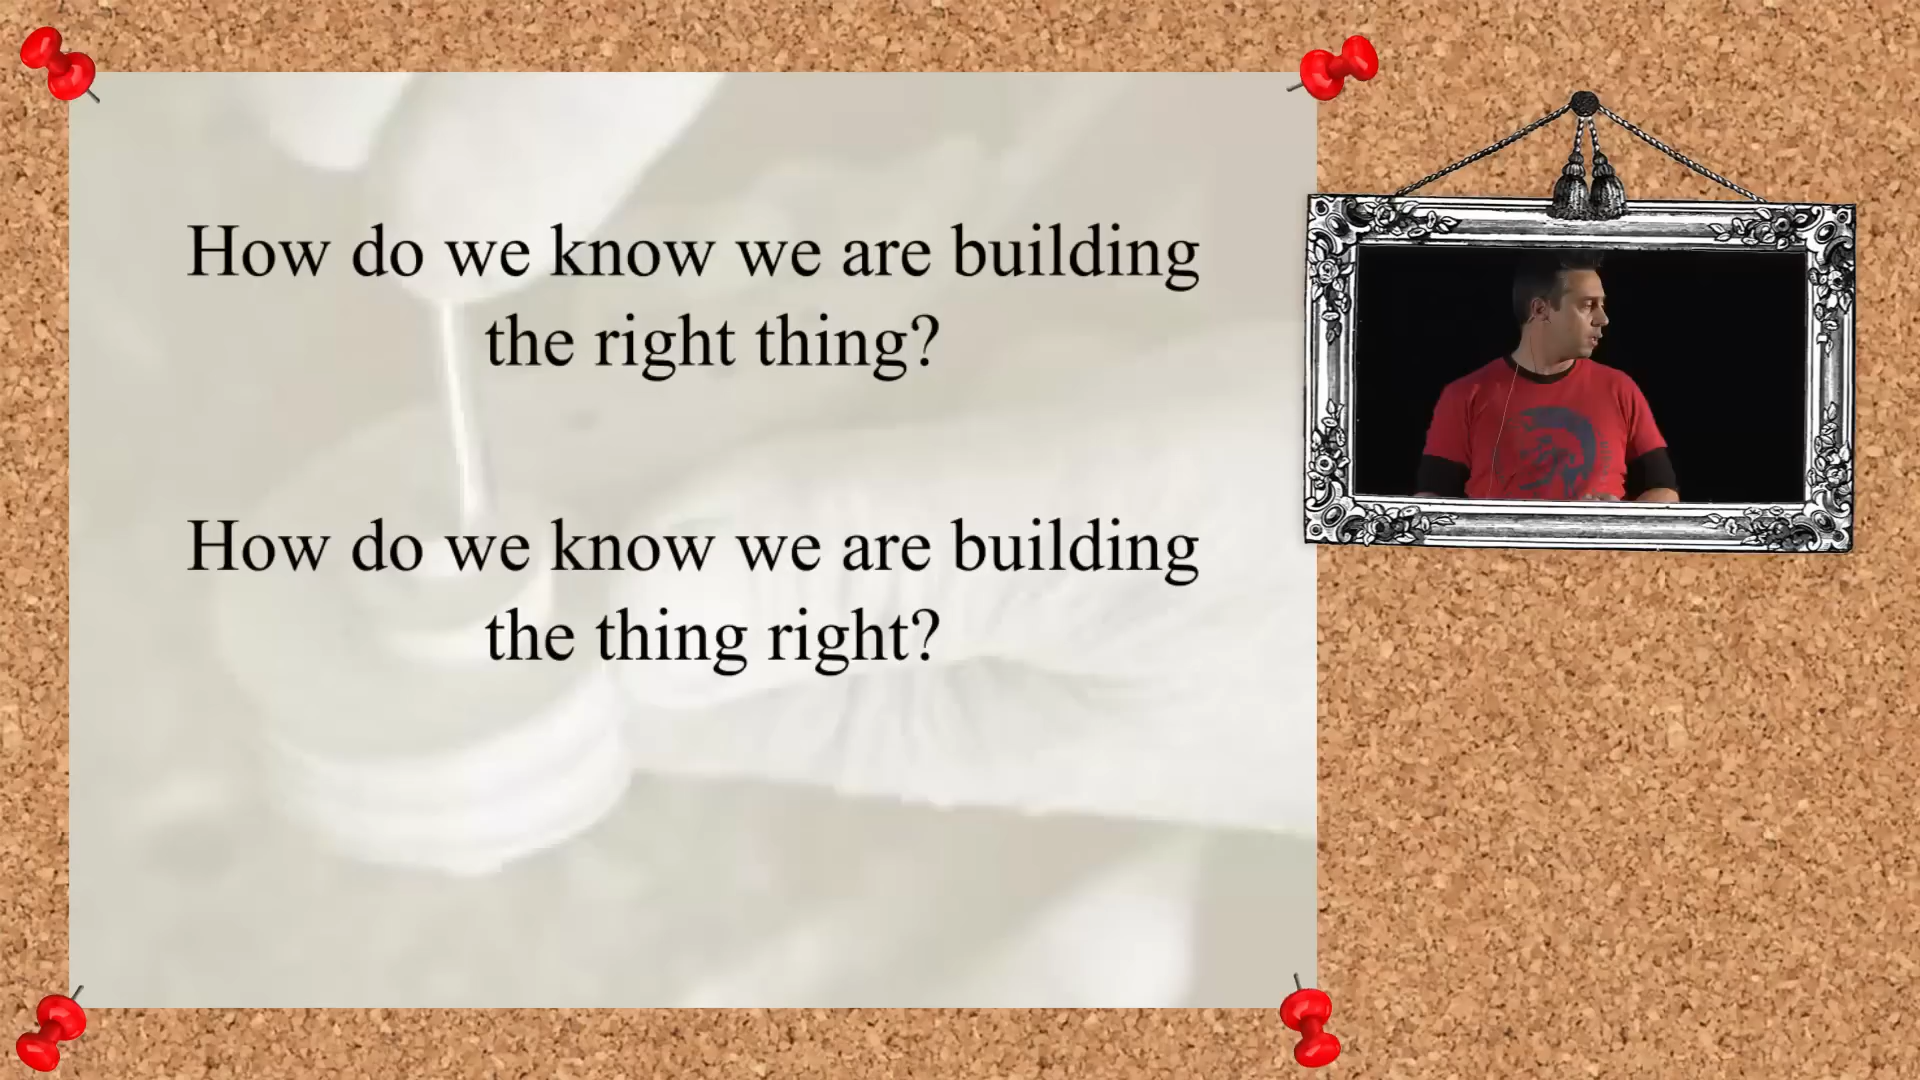 How do we know we are building
the right thing?
How do we know we are building
the thing right?